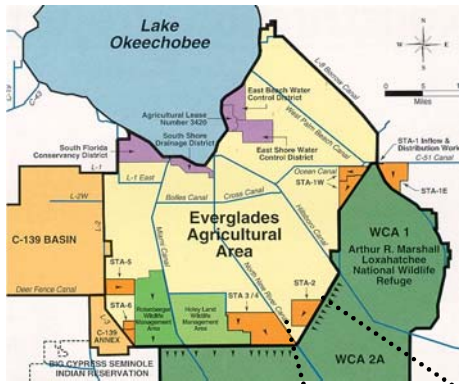 Lake
Okeechobee
N
W
E
S
0
5
Miles
C-19
C-43
L-8 Borrow Canal
East Beach Water
Control District
Agricultural Lease
Number 3420
South Shore
Drainage District
West Palm Beach Canal
East Shore Water
Control District
STA-1 Inflow &
Distribution Works
C-51 Canal
South Florida
Conservancy District
L-1
L-1 East
Ocean Canal
STA-1W
STA-1E
Bolles Canal
Cross Canal
L-2W
L-2
Hillsboro Canal
Everglades
Agricultural
Area
WCA 1
Arthur R. Marshall
Loxahatchee
National Wildlife
Refuge
C-139 BASIN
Miami Canal
North New River Canal
STA-5
STA-2
Deer Fence Canal
STA-6
L-3
Rotenberger
Wildlife
Management
Area
Holey Land
Wildlife
Management
Area
STA 3 / 4
C-139
ANNEX
BIG CYPRESS SEMINOLE
INDIAN RESERVATION
WCA 2A